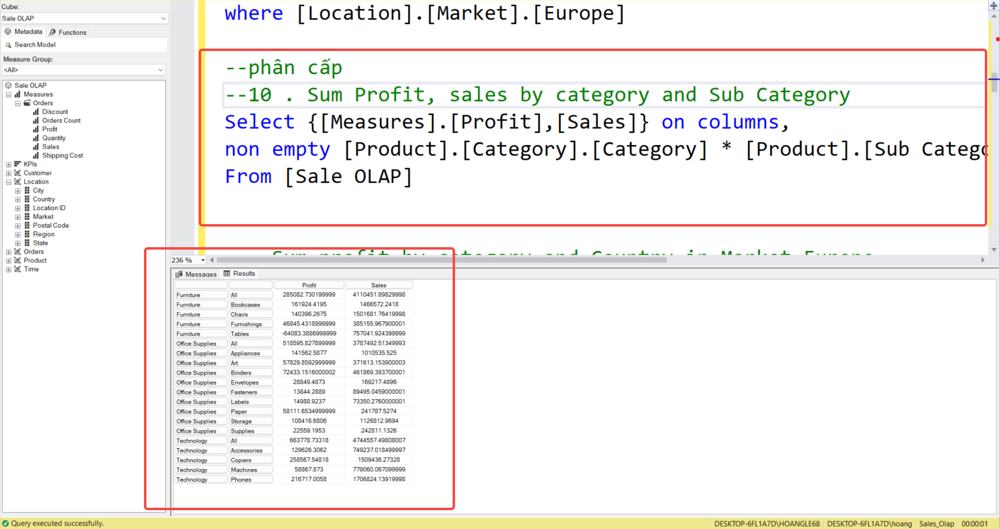 Cube:
Sale OLAP
Metadata Functions
Search Model
Measure Group:
<All>
Sale OLAP
Measures
Orders
Discount
Orders Count
Profit
Quantity
Sales
Shipping Cost
KPIs
Customer
Location
City
Country
Location ID
Market
Postal Code
Region
State
Orders
Product
Time
where [Location].[Market].[Europe]
--phân cấp
--10 . Sum Profit, sales by category and Sub Category
Select {[Measures].[Profit],[Sales]} on columns,
non empty [Product].[Category].[Category] * [Product].[Sub Catego
From [Sale OLAP]
Sum profit by category and Country in Market Europe
236 %
Messages Results
Profit Sales
Furniture All 285082.730199999 4110451.89829998
Furniture Bookcases 161924.4195 1466572.2418
Furniture Chairs 140396.2675 1501681.76419998
Furniture Furnishings 46845.4318999999 385155.967900001
Furniture Tables -64083.3886999999 757041.924399999
Office Supplies All 518595.827899999 3787492.51349993
Office Supplies Appliances 141562.5877 1010535.525
Office Supplies Art 57829.8592999999 371613.153900003
Office Supplies Binders 72433.1516000002 461869.393700001
Office Supplies Envelopes 28849.4873 169217.4896
Office Supplies Fasteners 13844.2889 89495.0459000001
Office Supplies Labels 14988.9237 73350.2760000001
Office Supplies Paper 58111.6534999999 241787.5274
Office Supplies Storage 108416.6806 1126812.9694
Office Supplies Supplies 22559.1953 242811.1326
Technology All 663778.73318 4744557.49808007
Technology Accessories 129626.3062 749237.018499997
Technology Copiers 258567.54818 1509436.27328
Technology Machines 58867.873 779060.067099999
Technology Phones 216717.0058 1706824.13919998
Query executed successfully.
DESKTOP-6FL1A7D\HOANGLE68 DESKTOP-6FL1A7D\hoang Sales_Olap 00:00:01